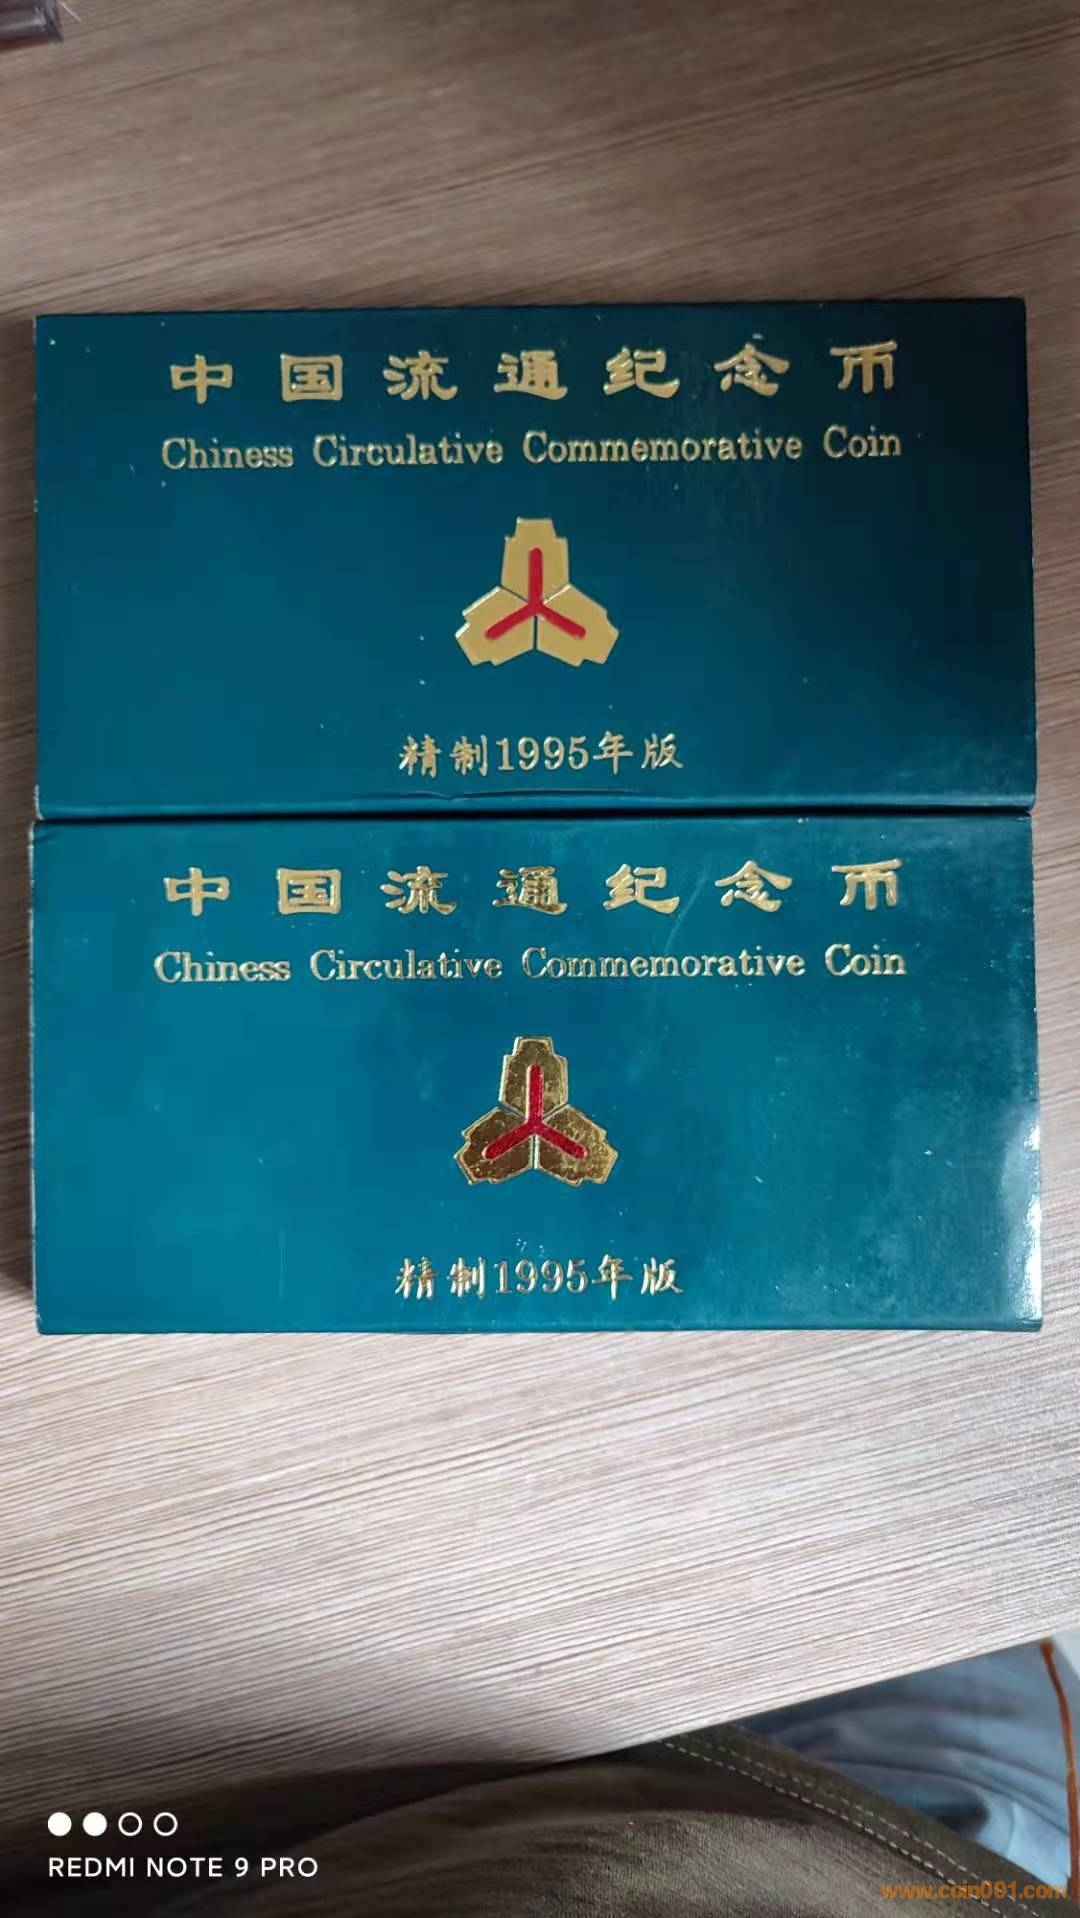 中国流通纪念币
Chiness Circulative Commemorative Coin
精制1995年版
中国流通纪念币
Chiness Circulative Commemorative Coin
精制1995年版
REDMI NOTE 9 PRO
www.coin001.com